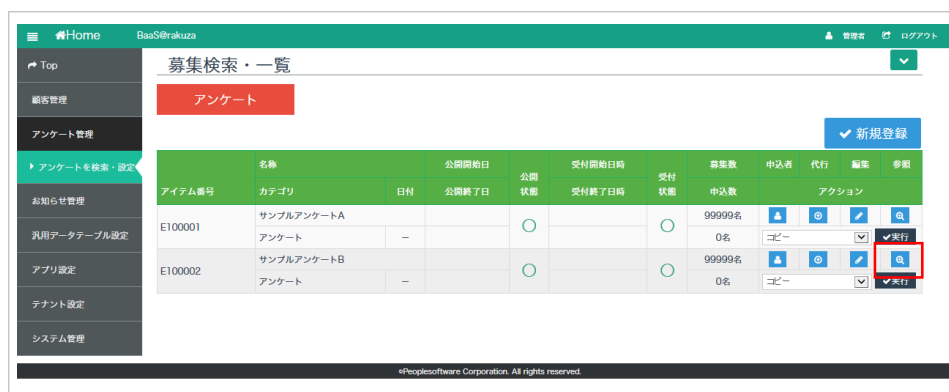 Home BaaS@rakuza 管理者 ログアウト
Top
顧客管理
アンケート管理
アンケートを検索・設定
お知らせ管理
汎用データテーブル設定
アプリ設定
テナント設定
システム管理
募集検索・一覧
アンケート
新規登録
名称 公開開始日 公開状態 受付開始日時 受付状態 募集数 申込者 代行 編集 参照
アイテム番号 カテゴリ 日付 公開終了日 受付終了日時 申込数 アクション
E100001 サンプルアンケートA 99999名
アンケート – 0名 コピー 実行
E100002 サンプルアンケートB 99999名
アンケート – 0名 コピー 実行
©Peoplesoftware Corporation. All rights reserved.